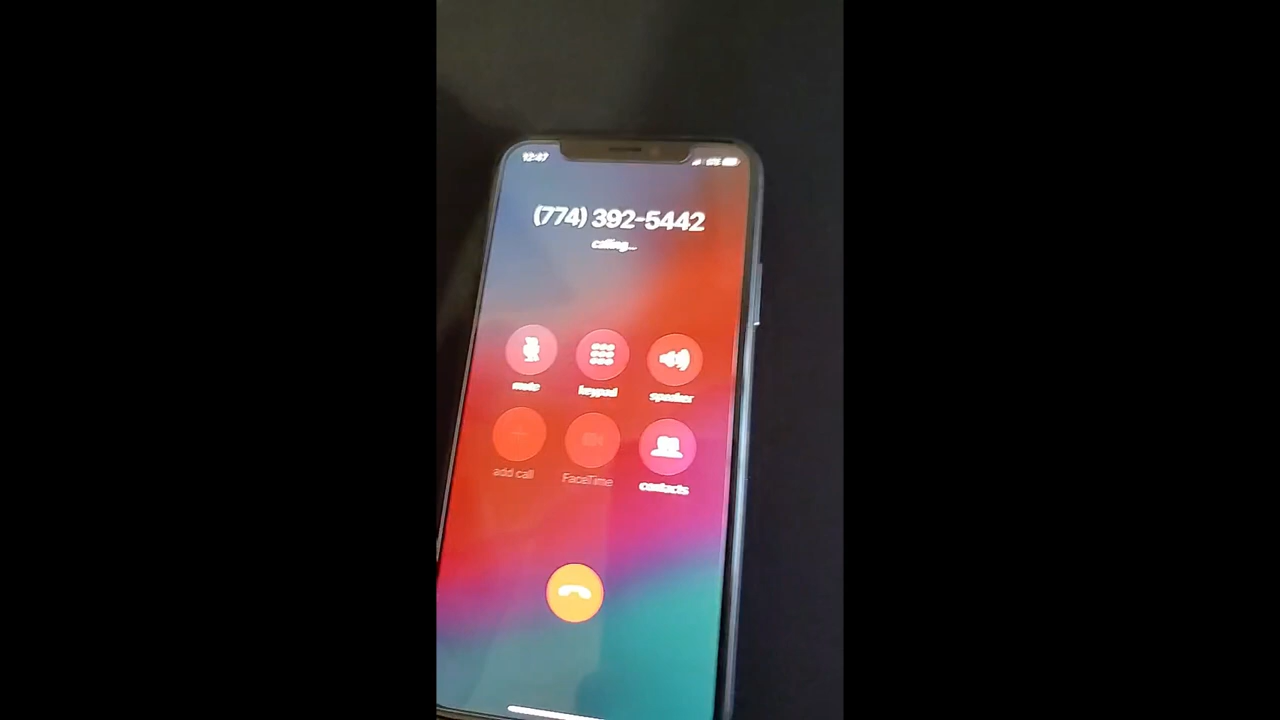 12:47
(774) 392-5442
calling...
mute
keypad
speaker
add call
FaceTime
contacts